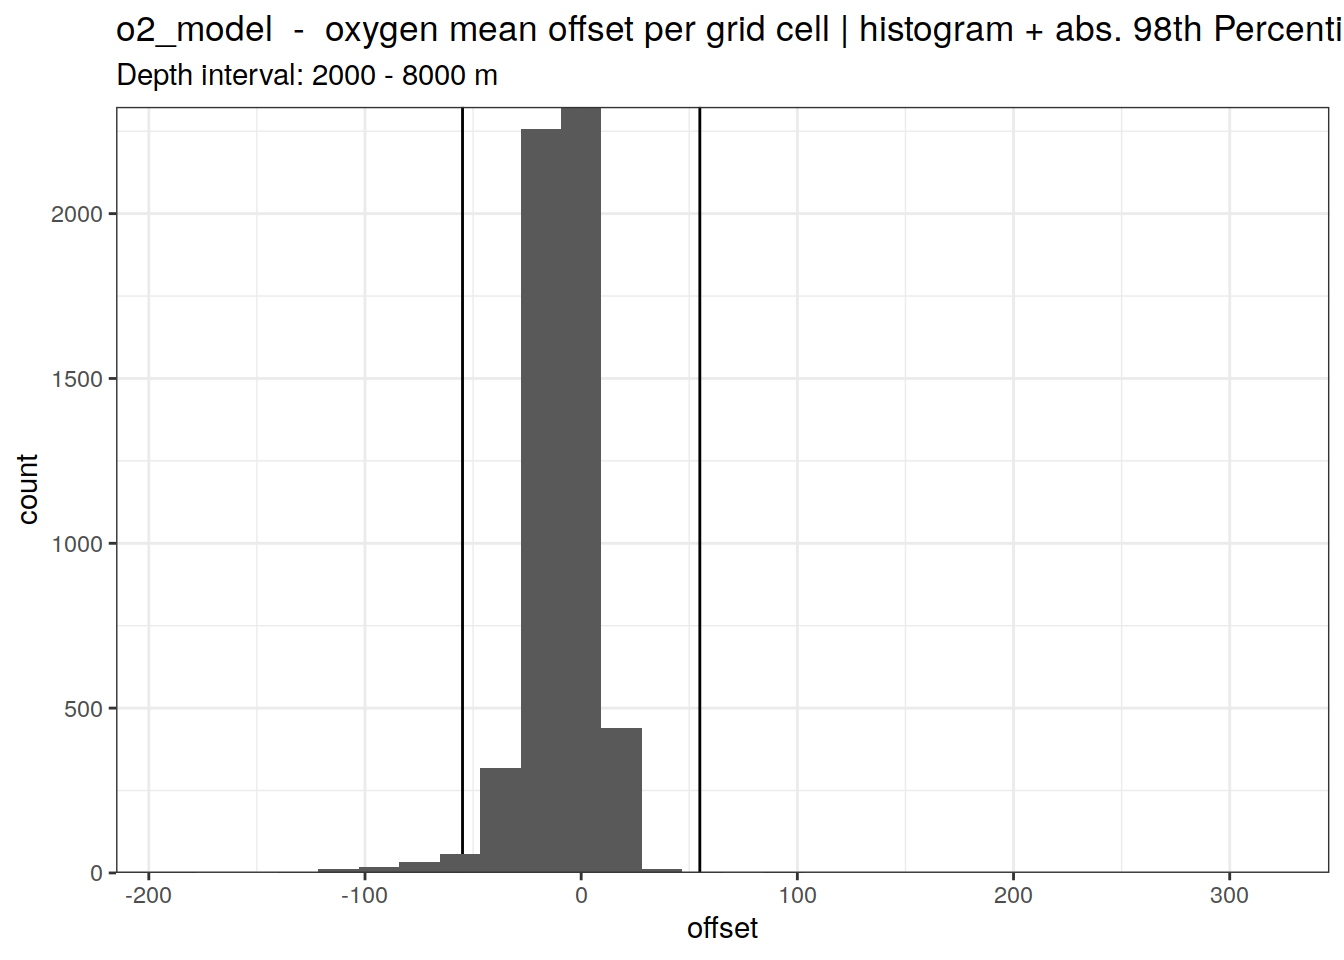 o2_model - oxygen mean offset per grid cell | histogram + abs. 98th
Depth interval: 2000 - 8000 m
2000
1500
1000
500
0
count
-200
-100
0
100
200
300
offset